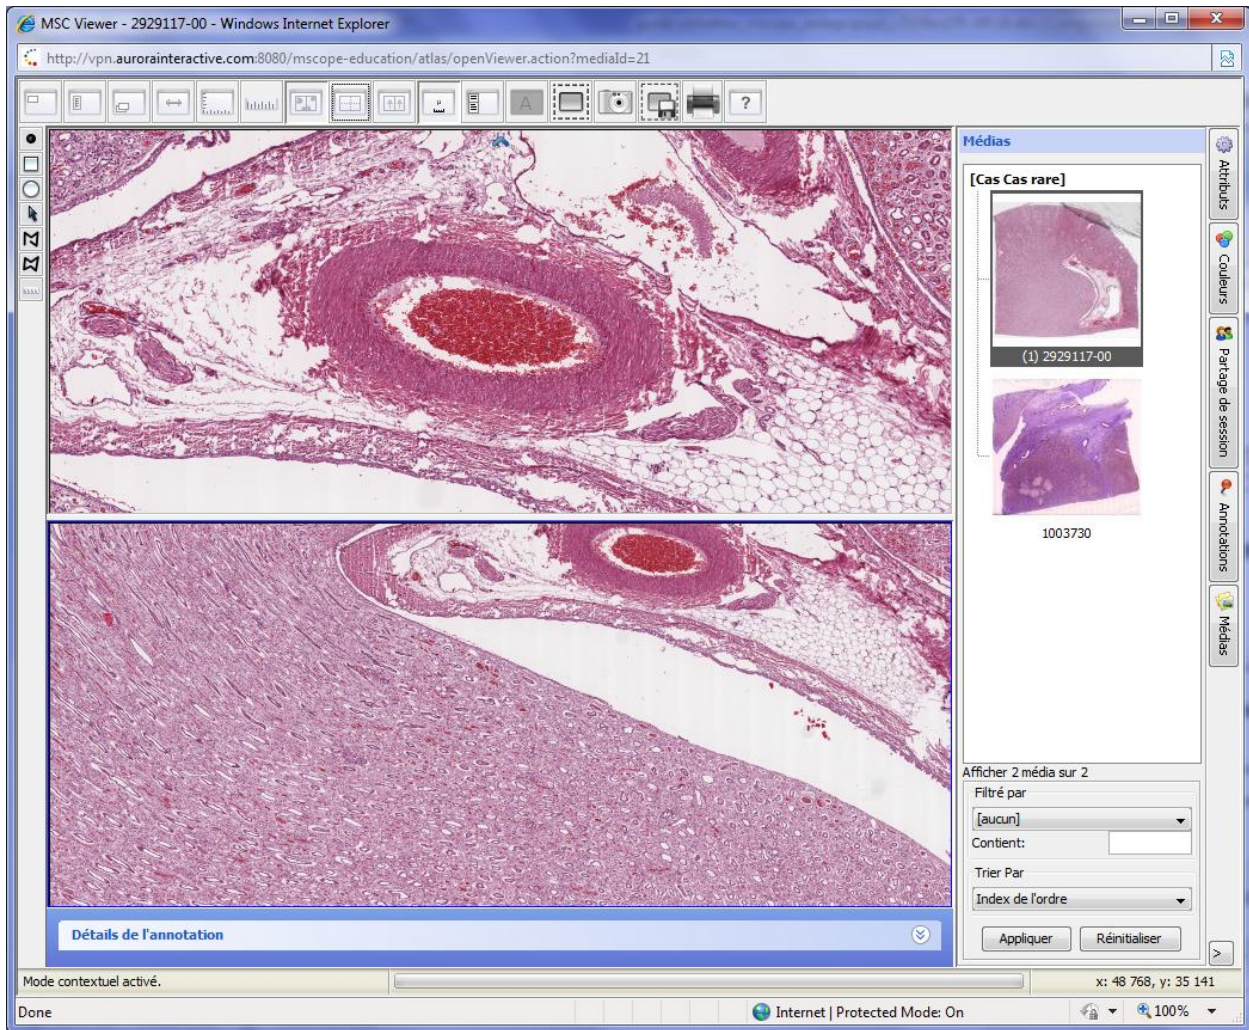 MSC Viewer - 2929117-00 - Windows Internet Explorer
http://vpn.aurorainteractive.com:8080/mscope-education/atlas/openViewer.action?mediaId=21
A
?
Médias
[Cas Cas rare]
(1) 2929117-00
1003730
Attributs
Couleurs
Partage de session
Annotations
Médias
Afficher 2 média sur 2
Filtré par
[aucun]
Contient:
Trier Par
Index de l'ordre
Appliquer Réinitialiser
>
Détails de l'annotation
Mode contextuel activé.
x: 48 768, y: 35 141
Done
Internet | Protected Mode: On
100%